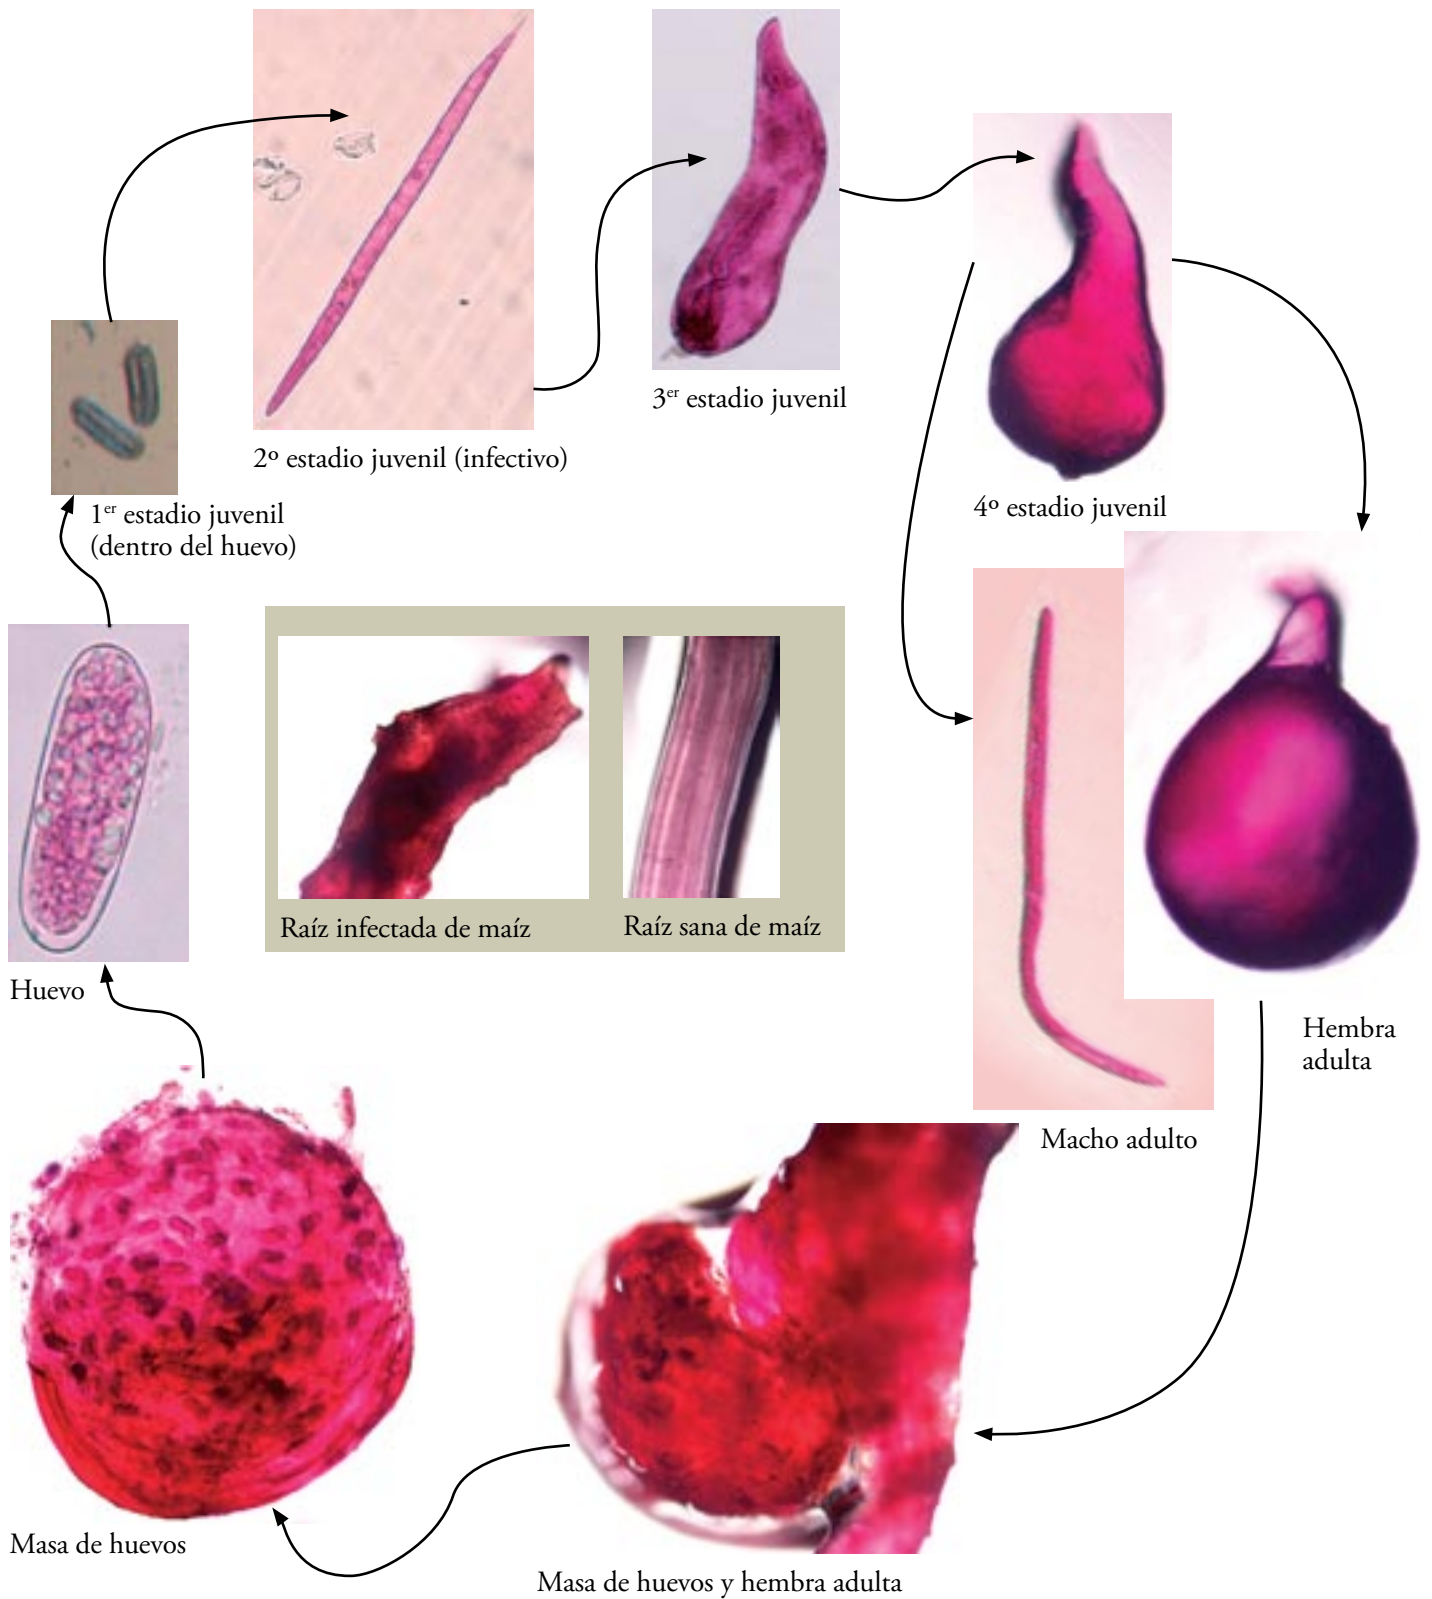 2º estadio juvenil (infectivo)
3er estadio juvenil
4º estadio juvenil
1er estadio juvenil
(dentro del huevo)
Raíz infectada de maíz
Raíz sana de maíz
Huevo
Hembra
adulta
Macho adulto
Masa de huevos
Masa de huevos y hembra adulta